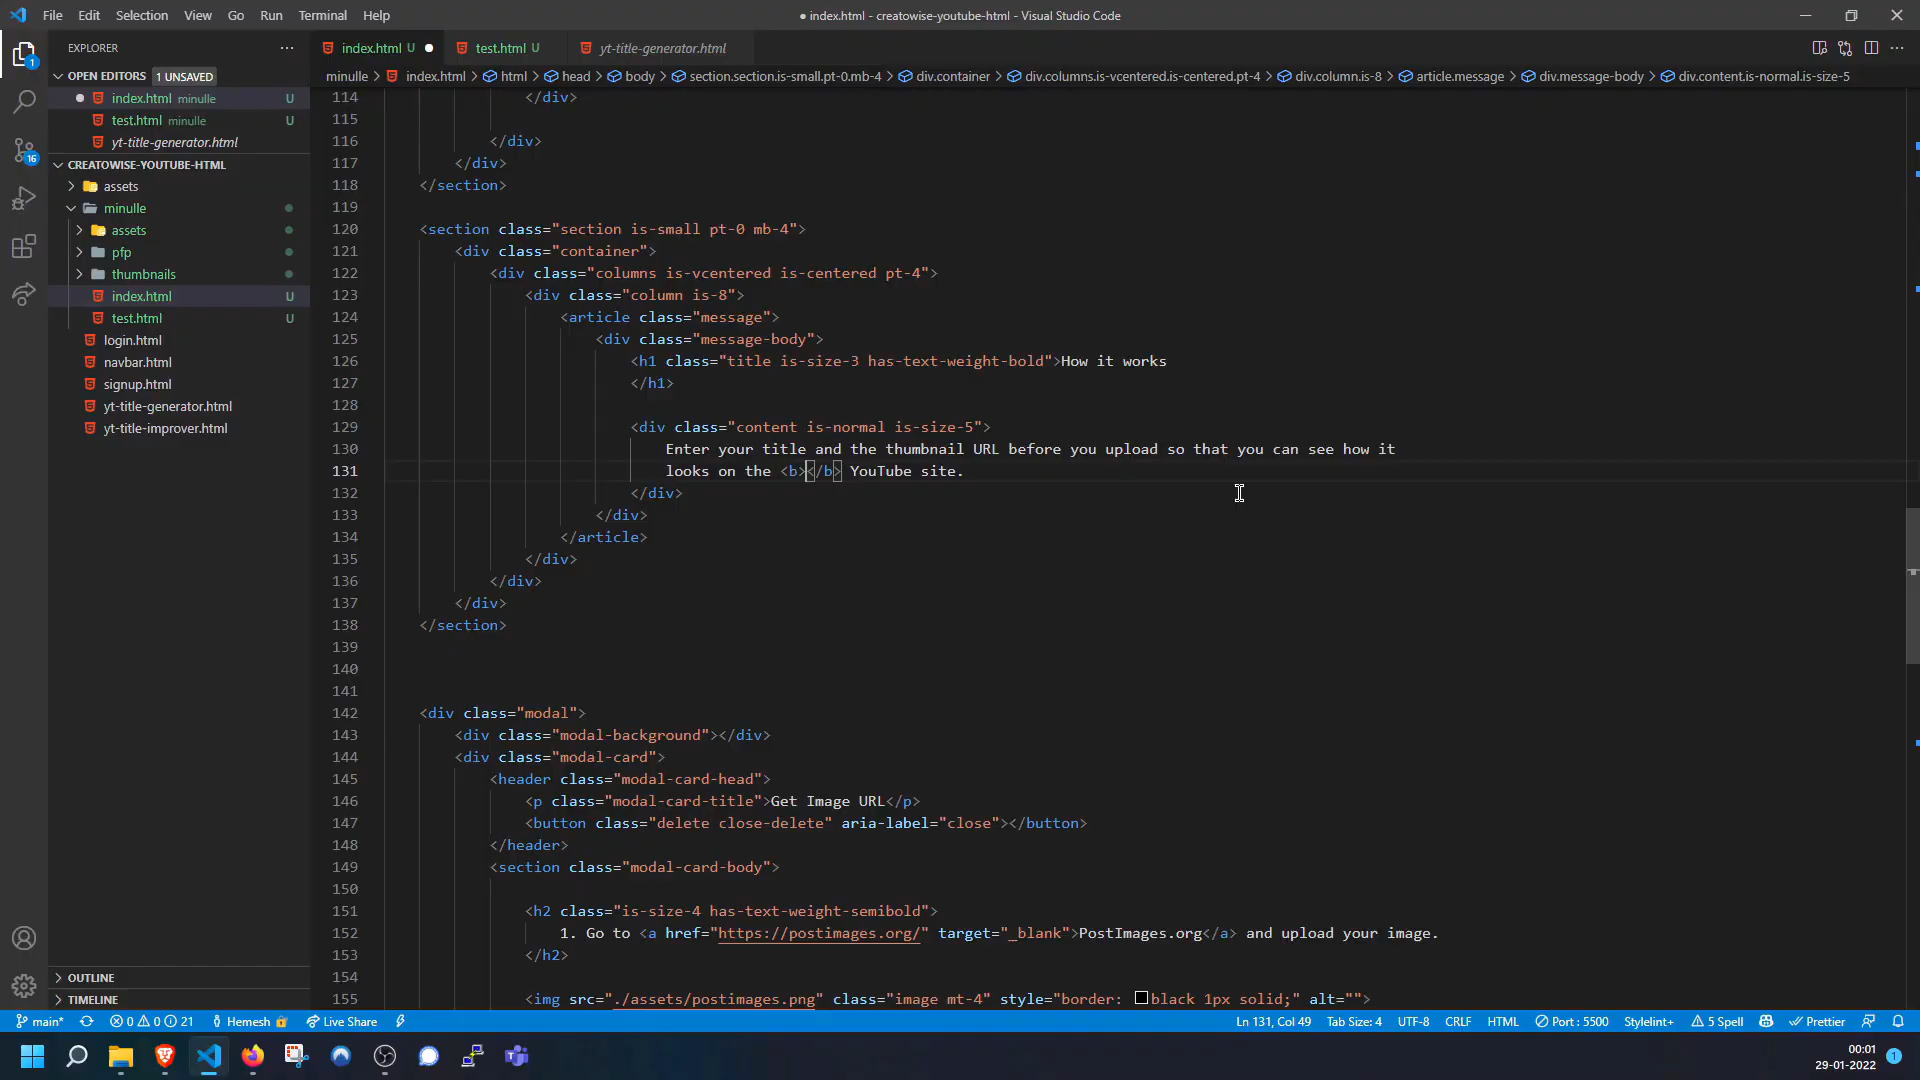 File Edit Selection View Go Run Terminal Help
● index.html - creatowise-youtube-html - Visual Studio Code
EXPLORER
OPEN EDITORS 1 UNSAVED
index.html minulle U
test.html minulle U
yt-title-generator.html
CREATOWISE-YOUTUBE-HTML
assets
minulle
assets
pfp
thumbnails
index.html U
test.html U
login.html
navbar.html
signup.html
yt-title-generator.html
yt-title-improver.html
OUTLINE
TIMELINE
index.html U ● test.html U yt-title-generator.html
minulle > index.html > html > head > body > section.section.is-small.pt-0.mb-4 > div.container > div.columns.is-vcentered.is-centered.pt-4 > div.column.is-8 > article.message > div.message-body > div.content.is-normal.is-size-5
114 </div>
115
116 </div>
117 </div>
118 </section>
119
120 <section class="section is-small pt-0 mb-4">
121 <div class="container">
122 <div class="columns is-vcentered is-centered pt-4">
123 <div class="column is-8">
124 <article class="message">
125 <div class="message-body">
126 <h1 class="title is-size-3 has-text-weight-bold">How it works
127 </h1>
128
129 <div class="content is-normal is-size-5">
130 Enter your title and the thumbnail URL before you upload so that you can see how it
131 looks on the <b></b> YouTube site.
132 </div>
133 </div>
134 </article>
135 </div>
136 </div>
137 </div>
138 </section>
139
140
141
142 <div class="modal">
143 <div class="modal-background"></div>
144 <div class="modal-card">
145 <header class="modal-card-head">
146 <p class="modal-card-title">Get Image URL</p>
147 <button class="delete close-delete" aria-label="close"></button>
148 </header>
149 <section class="modal-card-body">
150
151 <h2 class="is-size-4 has-text-weight-semibold">
152 1. Go to <a href="https://postimages.org/" target="_blank">PostImages.org</a> and upload your image.
153 </h2>
154
155 <img src="./assets/postimages.png" class="image mt-4" style="border: black 1px solid;" alt="">
1
16
main* 0 0 21 Hemesh Live Share
Ln 131, Col 49 Tab Size: 4 UTF-8 CRLF HTML Port : 5500 Stylelint+ 5 Spell Prettier
00:01
29-01-2022
1